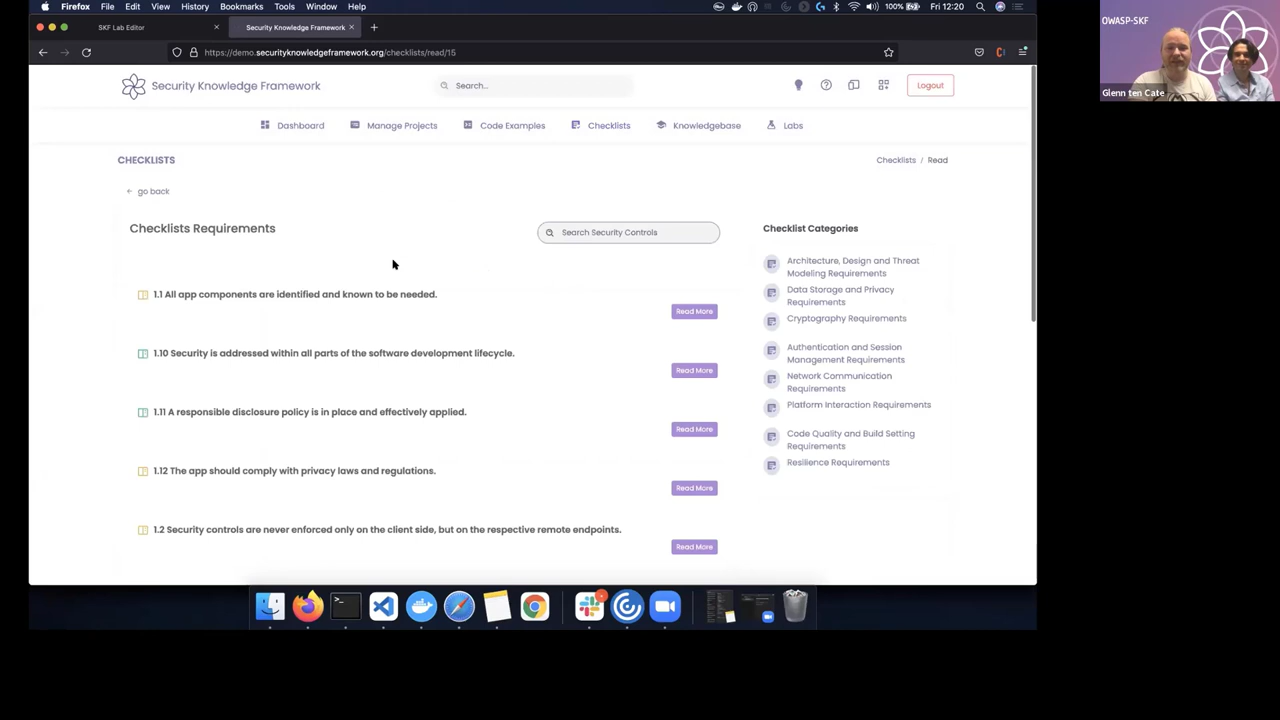 Firefox File Edit View History Bookmarks Tools Window Help 100% Fri 12:20
SKF Lab Editor
Security Knowledge Framework
https://demo.securityknowledgeframework.org/checklists/read/15
Security Knowledge Framework
Search...
Logout
Dashboard Manage Projects Code Examples Checklists Knowledgebase Labs
CHECKLISTS
Checklists / Read
go back
Checklists Requirements
Search Security Controls
1.1 All app components are identified and known to be needed.
Read More
1.10 Security is addressed within all parts of the software development lifecycle.
Read More
1.11 A responsible disclosure policy is in place and effectively applied.
Read More
1.12 The app should comply with privacy laws and regulations.
Read More
1.2 Security controls are never enforced only on the client side, but on the respective remote endpoints.
Read More
Checklist Categories
Architecture, Design and Threat
Modeling Requirements
Data Storage and Privacy
Requirements
Cryptography Requirements
Authentication and Session
Management Requirements
Network Communication
Requirements
Platform Interaction Requirements
Code Quality and Build Setting
Requirements
Resilience Requirements
OWASP-SKF
Glenn ten Cate